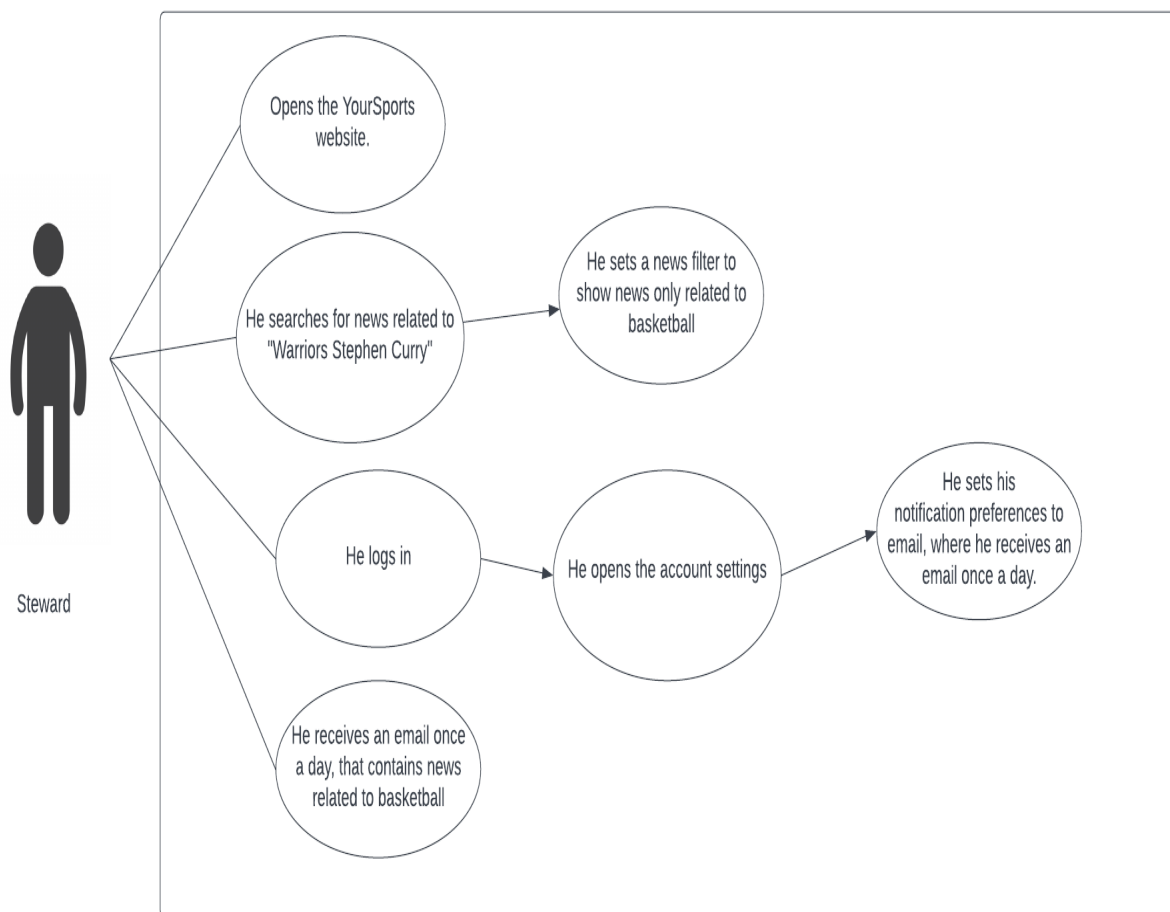 Opens the YourSports
website.
He searches for news related to
"Warriors Stephen Curry"
He sets a news filter to
show news only related to
basketball
He logs in
He opens the account settings
He sets his
notification preferences to
email, where he receives an
email once a day.
He receives an email once
a day, that contains news
related to basketball
Steward